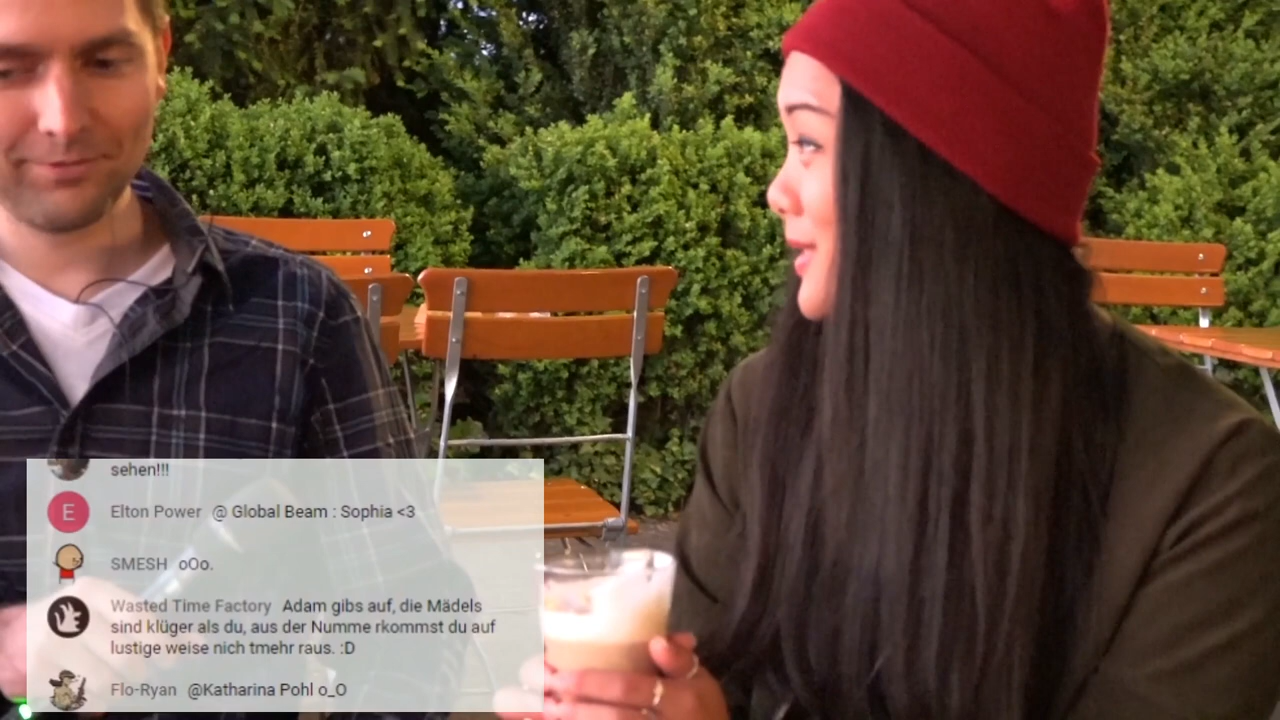 sehen!!!
E
Elton Power @ Global Beam : Sophia <3
SMESH oOo.
Wasted Time Factory Adam gibs auf, die Mädels
sind klüger als du, aus der Numme rkommst du auf
lustige weise nich tmehr raus. :D
Flo-Ryan @Katharina Pohl o_O